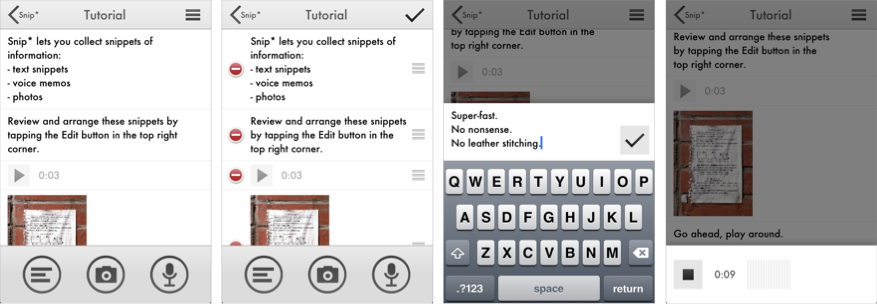 Snip*
Tutorial
Snip* lets you collect snippets of
information:
- text snippets
- voice memos
- photos
Review and arrange these snippets by
tapping the Edit button in the top right
corner.
0:03
Snip*
Tutorial
Snip* lets you collect snippets of
information:
- text snippets
- voice memos
- photos
Review and arrange these snippets
by tapping the Edit button in the
top right corner.
0:03
Snip*
Tutorial
by tapping the Edit button in the
top right corner.
0:03
Super-fast.
No nonsense.
No leather stitching.
Q W E R T Y U I O P
A S D F G H J K L
Z X C V B N M
.?123 space return
Snip*
Tutorial
Review and arrange these snippets
by tapping the Edit button in the
top right corner.
0:03
Go ahead, play around.
0:09